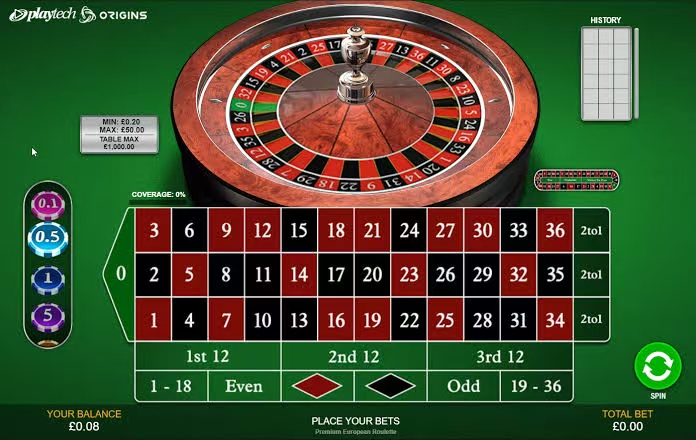 playtech ORIGINS
HISTORY
MIN: £0.20
MAX: £50.00
TABLE MAX
£1,000.00
COVERAGE: 0%
0.1
0.5
1
5
0
3 6 9 12 15 18 21 24 27 30 33 36 2to1
2 5 8 11 14 17 20 23 26 29 32 35 2to1
1 4 7 10 13 16 19 22 25 28 31 34 2to1
1st 12 2nd 12 3rd 12
1 - 18 Even Odd 19 - 36
SPIN
YOUR BALANCE
£0.08
PLACE YOUR BETS
Premium European Roulette
TOTAL BET
£0.00